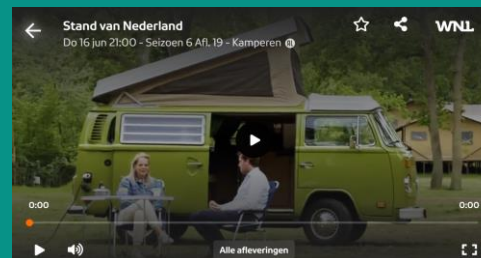 Stand van Nederland
WNL
Do 16 jun 21:00 - Seizoen 6 Afl. 19 - Kamperen
0:00
0:00
Alle afleveringen